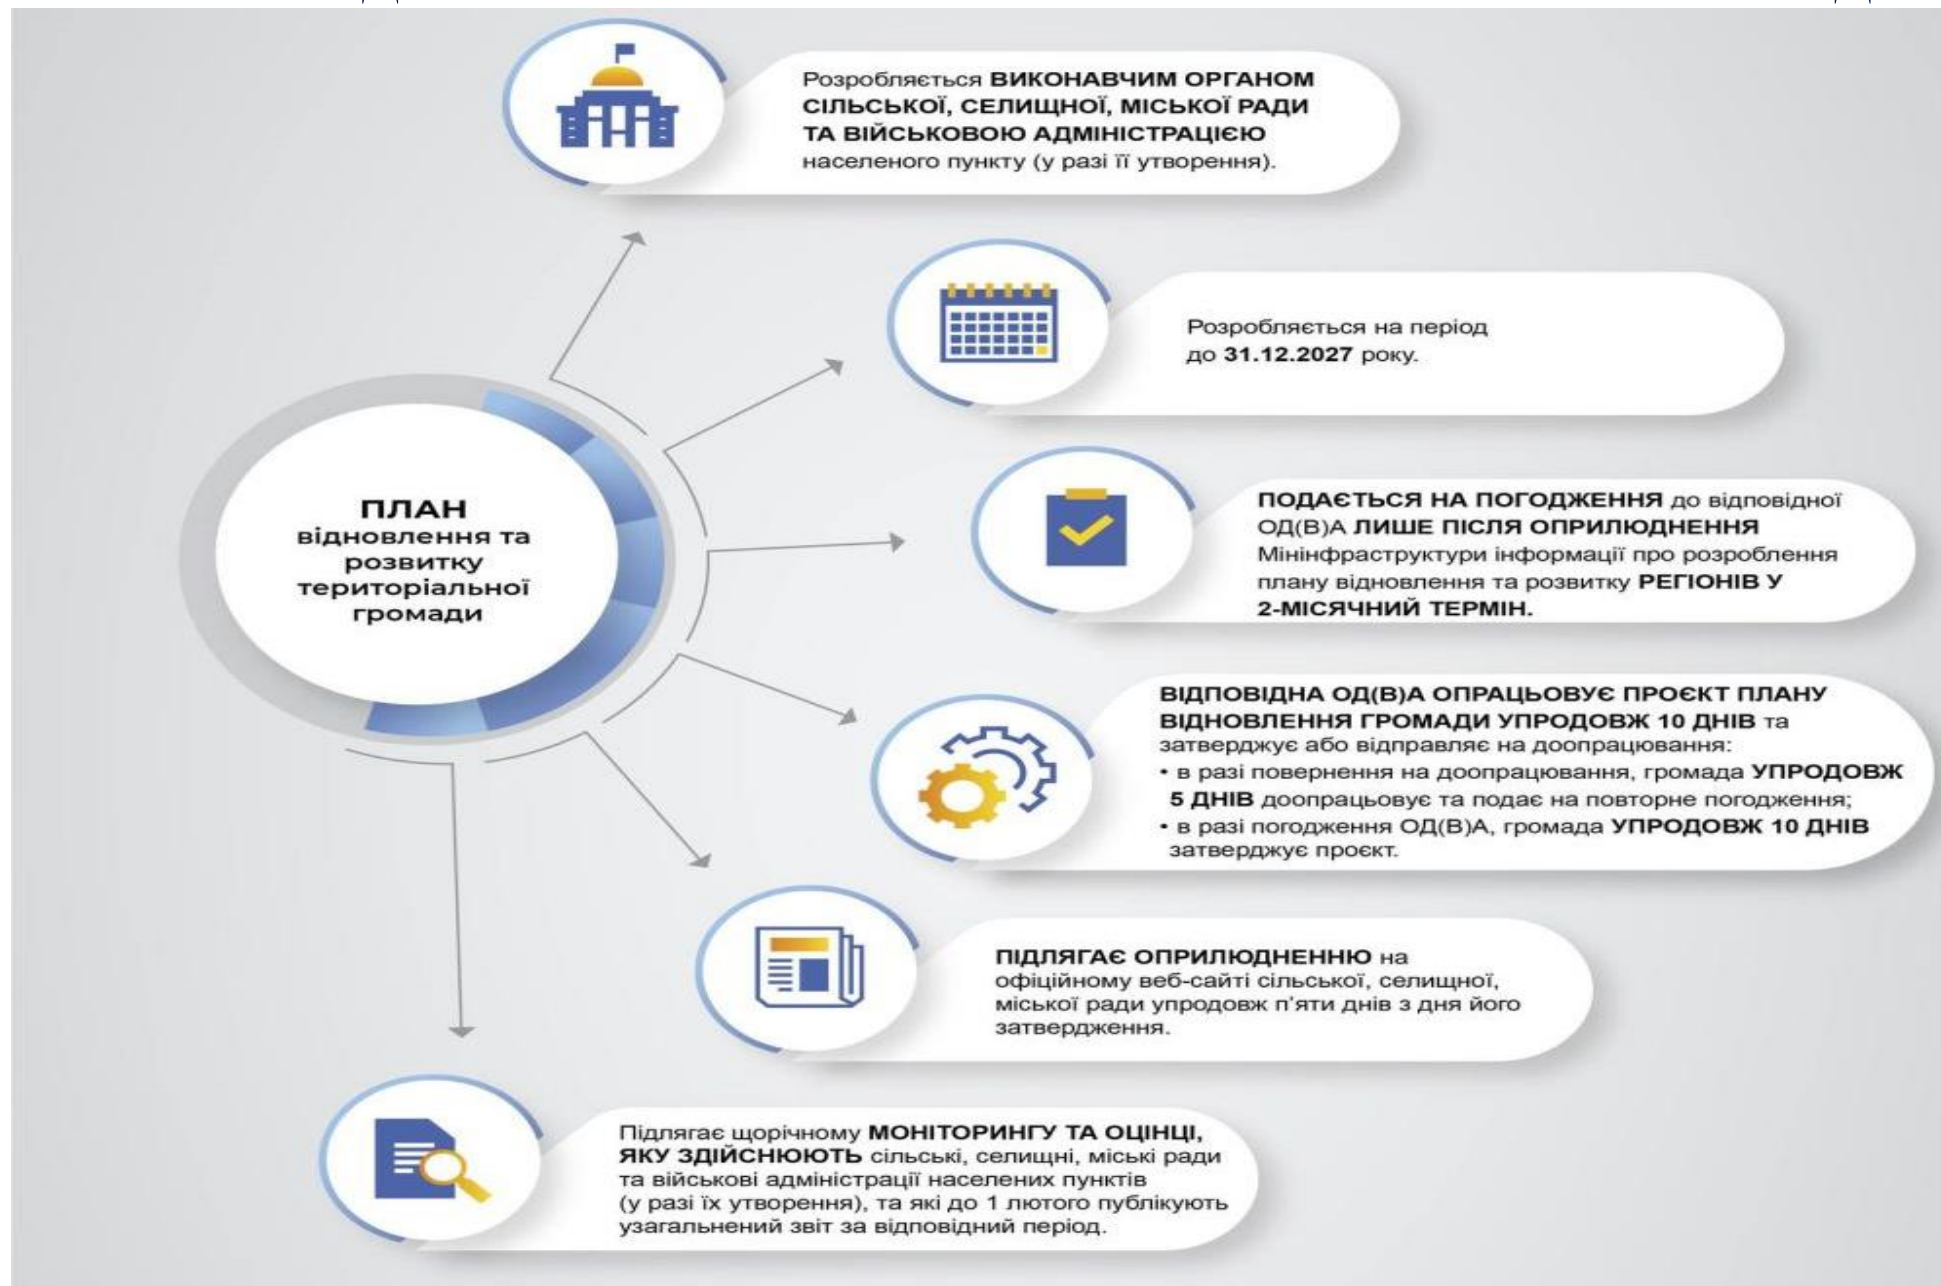 Розробляється ВИКОНАВЧИМ ОРГАНОМ
СІЛЬСЬКОЇ, СЕЛИЩНОЇ, МІСЬКОЇ РАДИ
ТА ВІЙСЬКОВОЮ АДМІНІСТРАЦІЄЮ
населеного пункту (у разі її утворення).
Розробляється на період
до 31.12.2027 року.
ПЛАН
відновлення та
розвитку
територіальної
громади
ПОДАЄТЬСЯ НА ПОГОДЖЕННЯ до відповідної
ОД(В)А ЛИШЕ ПІСЛЯ ОПРИЛЮДНЕННЯ
Мінінфраструктури інформації про розроблення
плану відновлення та розвитку РЕГІОНІВ У
2-МІСЯЧНИЙ ТЕРМІН.
ВІДПОВІДНА ОД(В)А ОПРАЦЬОВУЄ ПРОЄКТ ПЛАНУ
ВІДНОВЛЕННЯ ГРОМАДИ УПРОДОВЖ 10 ДНІВ та
затверджує або відправляє на доопрацювання:
• в разі повернення на доопрацювання, громада УПРОДОВЖ
5 ДНІВ доопрацьовує та подає на повторне погодження;
• в разі погодження ОД(В)А, громада УПРОДОВЖ 10 ДНІВ
затверджує проєкт.
ПІДЛЯГАЄ ОПРИЛЮДНЕННЮ на
офіційному веб-сайті сільської, селищної,
міської ради упродовж п'яти днів з дня його
затвердження.
Підлягає щорічному МОНІТОРИНГУ ТА ОЦІНЦІ,
ЯКУ ЗДІЙСНЮЮТЬ сільські, селищні, міські ради
та військові адміністрації населених пунктів
(у разі їх утворення), та які до 1 лютого публікують
узагальнений звіт за відповідний період.